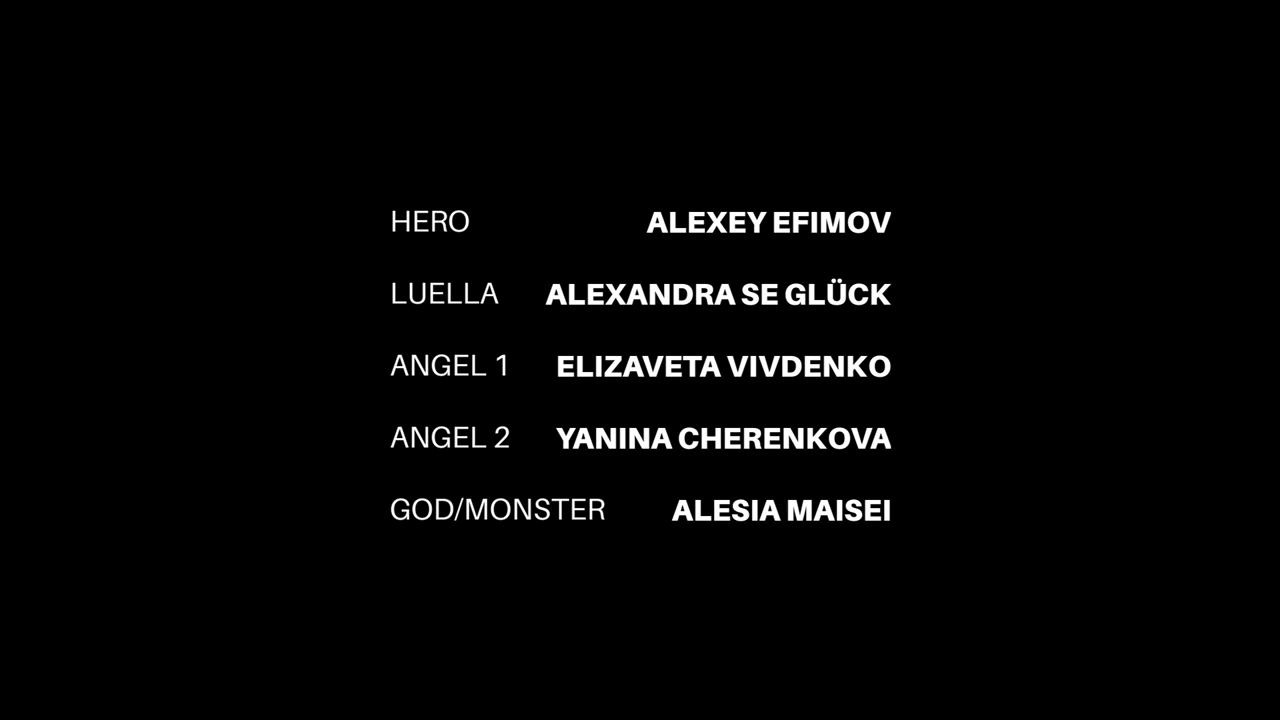 HERO ALEXEY EFIMOV
LUELLA ALEXANDRA SE GLÜCK
ANGEL 1 ELIZAVETA VIVDENKO
ANGEL 2 YANINA CHERENKOVA
GOD/MONSTER ALESIA MAISEI